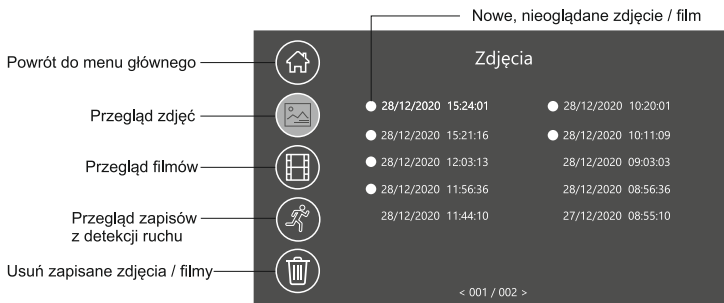 Nowe, nieoglądane zdjęcie / film
Powrót do menu głównego
Przegląd zdjęć
Przegląd filmów
Przegląd zapisów
z detekcji ruchu
Usuń zapisane zdjęcia / filmy
Zdjęcia
28/12/2020 15:24:01
28/12/2020 15:21:16
28/12/2020 12:03:13
28/12/2020 11:56:36
28/12/2020 11:44:10
28/12/2020 10:20:01
28/12/2020 10:11:09
28/12/2020 09:03:03
28/12/2020 08:56:36
27/12/2020 08:55:10
< 001 / 002 >